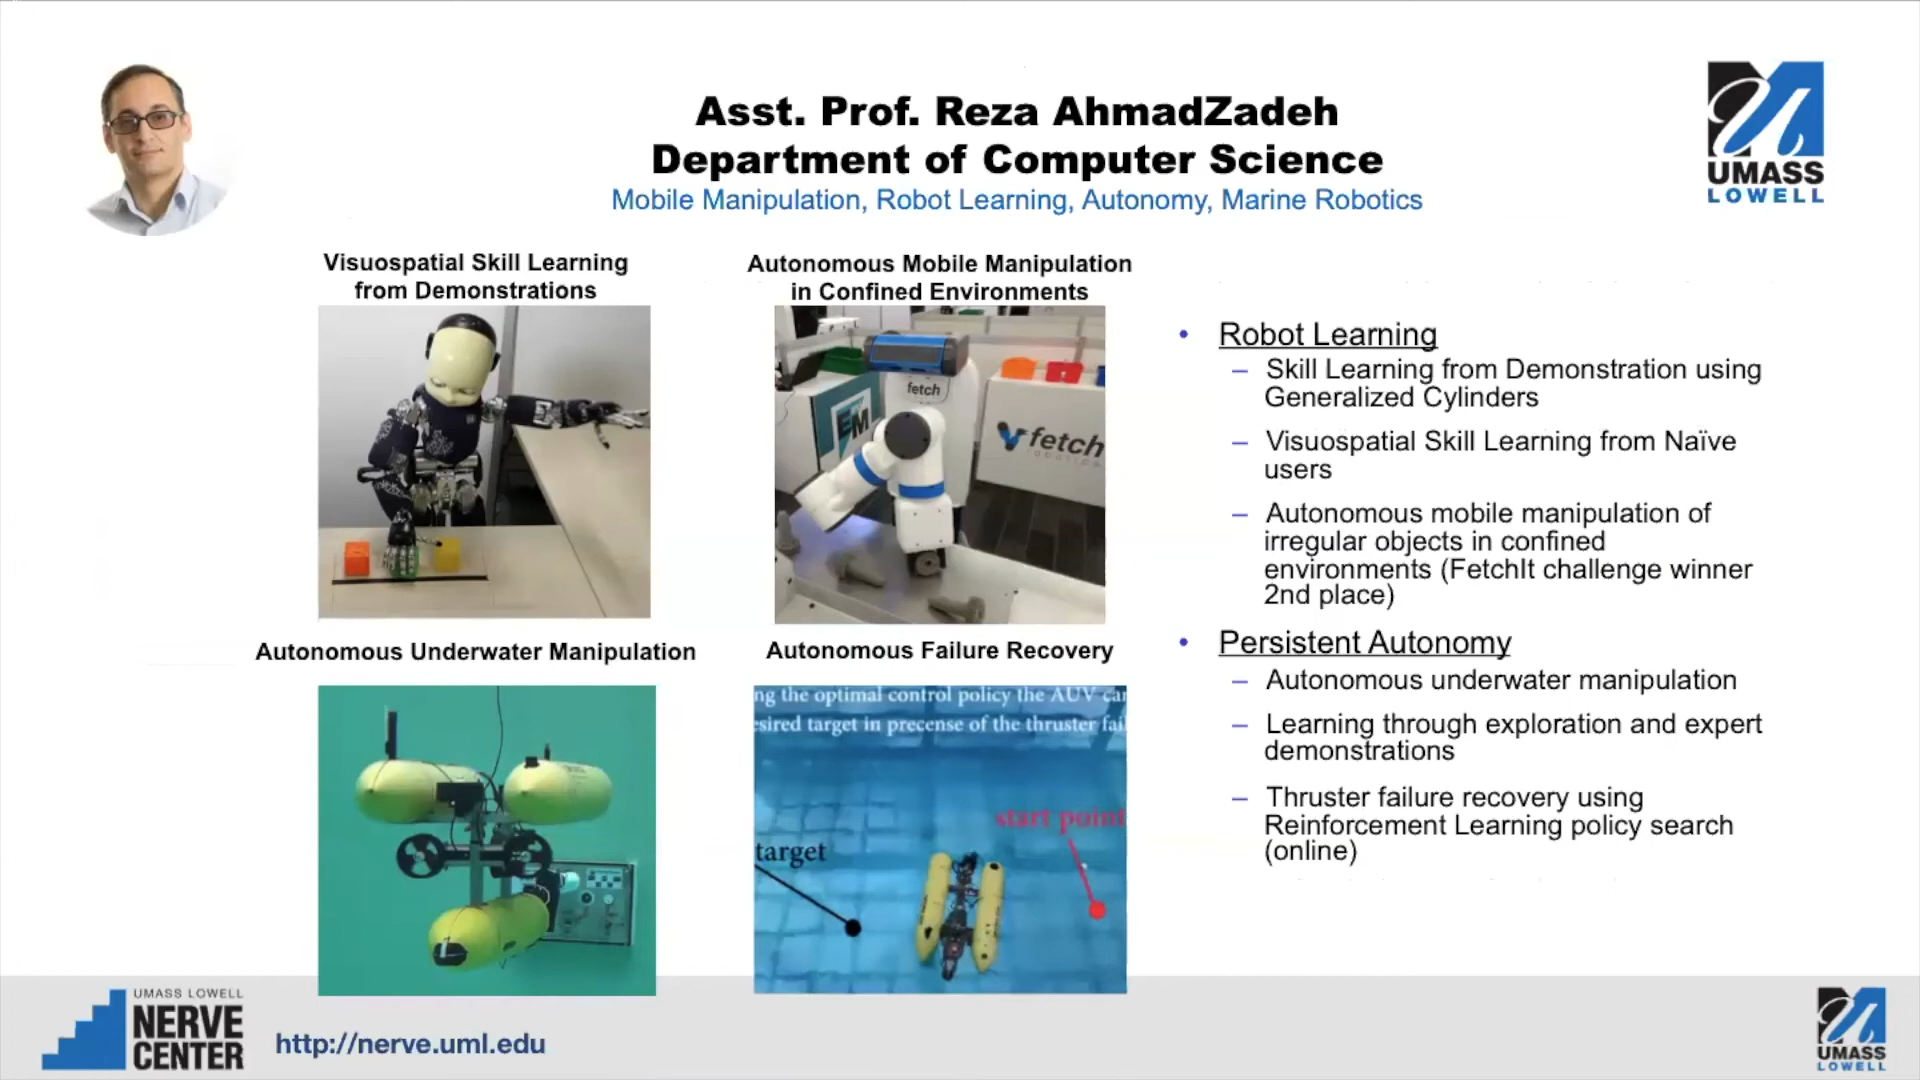 Asst. Prof. Reza AhmadZadeh
Department of Computer Science
Mobile Manipulation, Robot Learning, Autonomy, Marine Robotics
UMASS
LOWELL
Visuospatial Skill Learning
from Demonstrations
Autonomous Mobile Manipulation
in Confined Environments
fetch
EM
fetch
robotics
Autonomous Underwater Manipulation
Autonomous Failure Recovery
ng the optimal control policy the AUV can
esired target in precense of the thruster fai
start point
target
• Robot Learning
– Skill Learning from Demonstration using
Generalized Cylinders
– Visuospatial Skill Learning from Naïve
users
– Autonomous mobile manipulation of
irregular objects in confined
environments (FetchIt challenge winner
2nd place)
• Persistent Autonomy
– Autonomous underwater manipulation
– Learning through exploration and expert
demonstrations
– Thruster failure recovery using
Reinforcement Learning policy search
(online)
UMASS LOWELL
NERVE
CENTER
http://nerve.uml.edu
UMASS
LOWELL